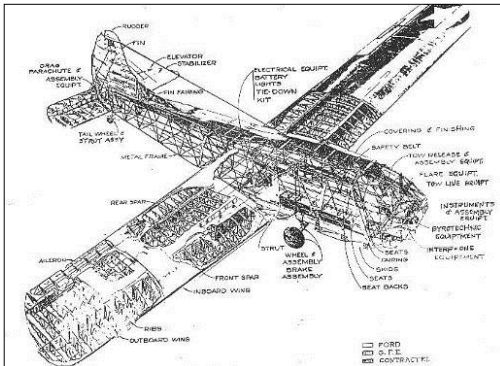 RUDGER
FIN
ELEVATOR
STABILIZER
DRAG
PARACHUTE &
ASSEMBLY
EQUIPT
FIN FAIRING
ELECTRICAL EQUIPT
BATTERY
LIGHTS
TIE-DOWN
KIT
TAIL WHEEL &
STRUT ASSY
METAL FRAME
COVERING & FINISHING
SAFETY BELT
TOW RELEASE &
ASSEMBLY EQUIPT
FLARE EQUIPT.
TOW LINE EQUIPT
INSTRUMENTS
& ASSEMBLY
EQUIPT.
PYROTECHNIC
EQUIPTMENT
INTERPHONE
EQUIPMENT
REAR SPAR
STRUT
WHEEL &
ASSEMBLY
BRAKE
ASSEMBLY
SEATS
FAIRING
SKIDS
SEATS
SEAT BACKS
AILERON
FRONT SPAR
INBOARD WING
RIBS
OUTBOARD WING
FORD
G.F.E.
CONTRACTED